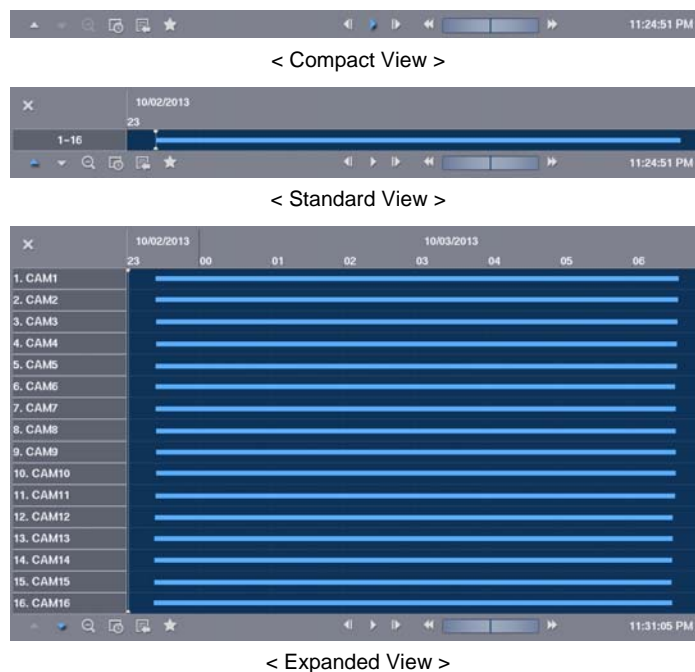 11:24:51 PM
< Compact View >
10/02/2013
23
1~16
11:24:51 PM
< Standard View >
10/02/2013 10/03/2013
23 00 01 02 03 04 05 06
1. CAM1
2. CAM2
3. CAM3
4. CAM4
5. CAM5
6. CAM6
7. CAM7
8. CAM8
9. CAM9
10. CAM10
11. CAM11
12. CAM12
13. CAM13
14. CAM14
15. CAM15
16. CAM16
11:31:05 PM
< Expanded View >